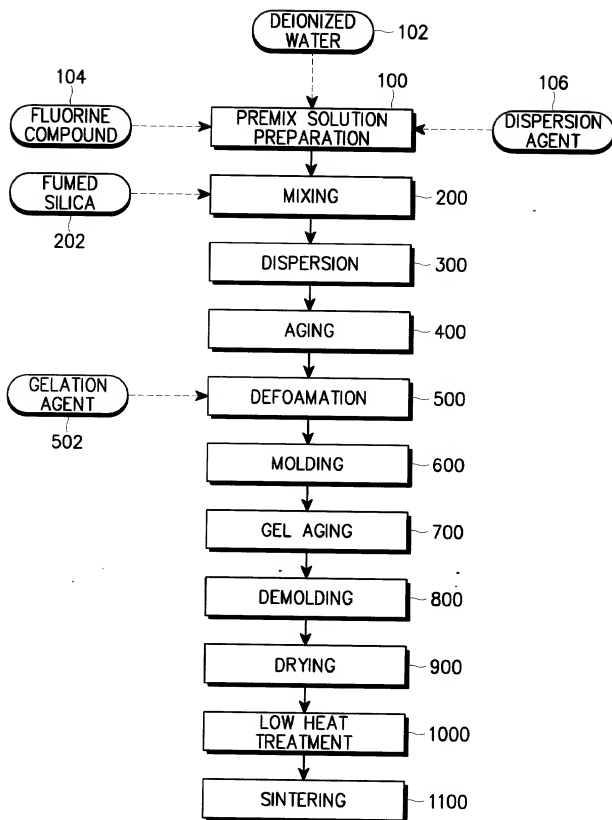 DEIONIZED
WATER
102
104
100
106
FLUORINE
COMPOUND
PREMIX SOLUTION
PREPARATION
DISPERSION
AGENT
FUMED
SILICA
202
MIXING
200
DISPERSION
300
AGING
400
GELATION
AGENT
502
DEFOAMATION
500
MOLDING
600
GEL AGING
700
DEMOLDING
800
DRYING
900
LOW HEAT
TREATMENT
1000
SINTERING
1100